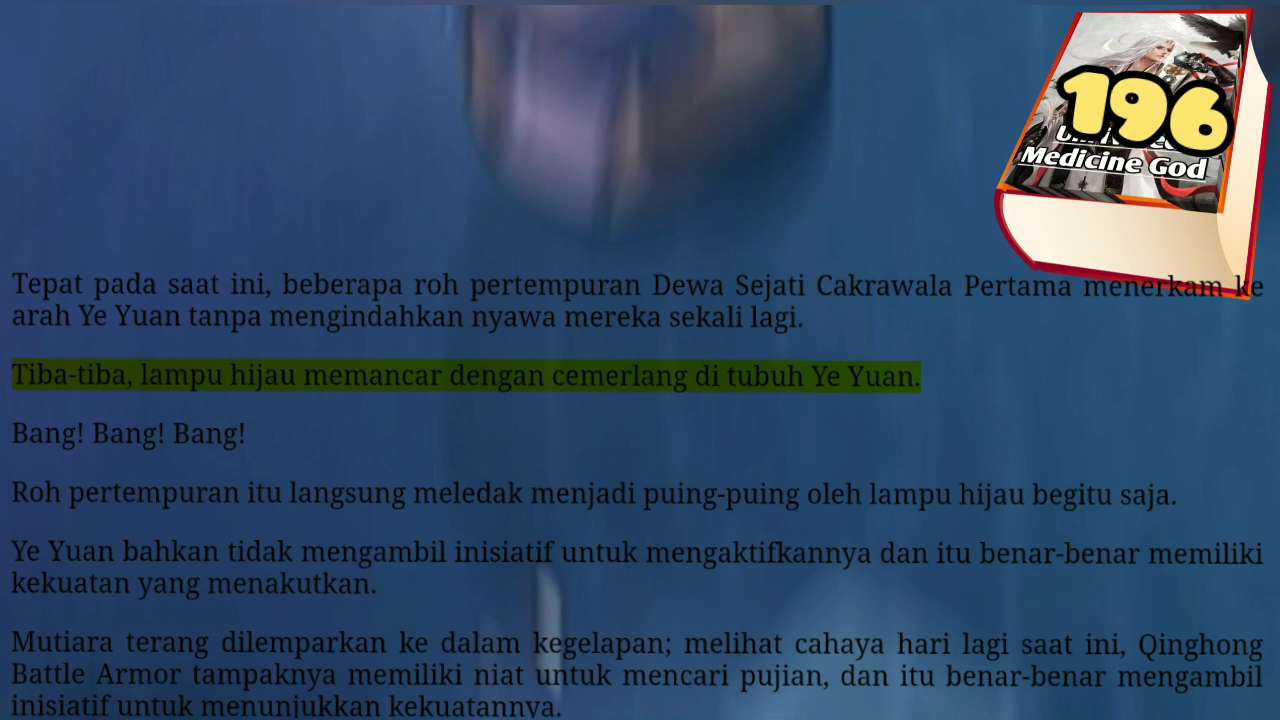 196
Medicine God
Tepat pada saat ini, beberapa roh pertempuran Dewa Sejati Cakrawala Pertama menerkam ke
arah Ye Yuan tanpa mengindahkan nyawa mereka sekali lagi.
Tiba-tiba, lampu hijau memancar dengan cemerlang di tubuh Ye Yuan.
Bang! Bang! Bang!
Roh pertempuran itu langsung meledak menjadi puing-puing oleh lampu hijau begitu saja.
Ye Yuan bahkan tidak mengambil inisiatif untuk mengaktifkannya dan itu benar-benar memiliki
kekuatan yang menakutkan.
Mutiara terang dilemparkan ke dalam kegelapan; melihat cahaya hari lagi saat ini, Qinghong
Battle Armor tampaknya memiliki niat untuk mencari pujian, dan itu benar-benar mengambil
inisiatif untuk menunjukkan kekuatannya.